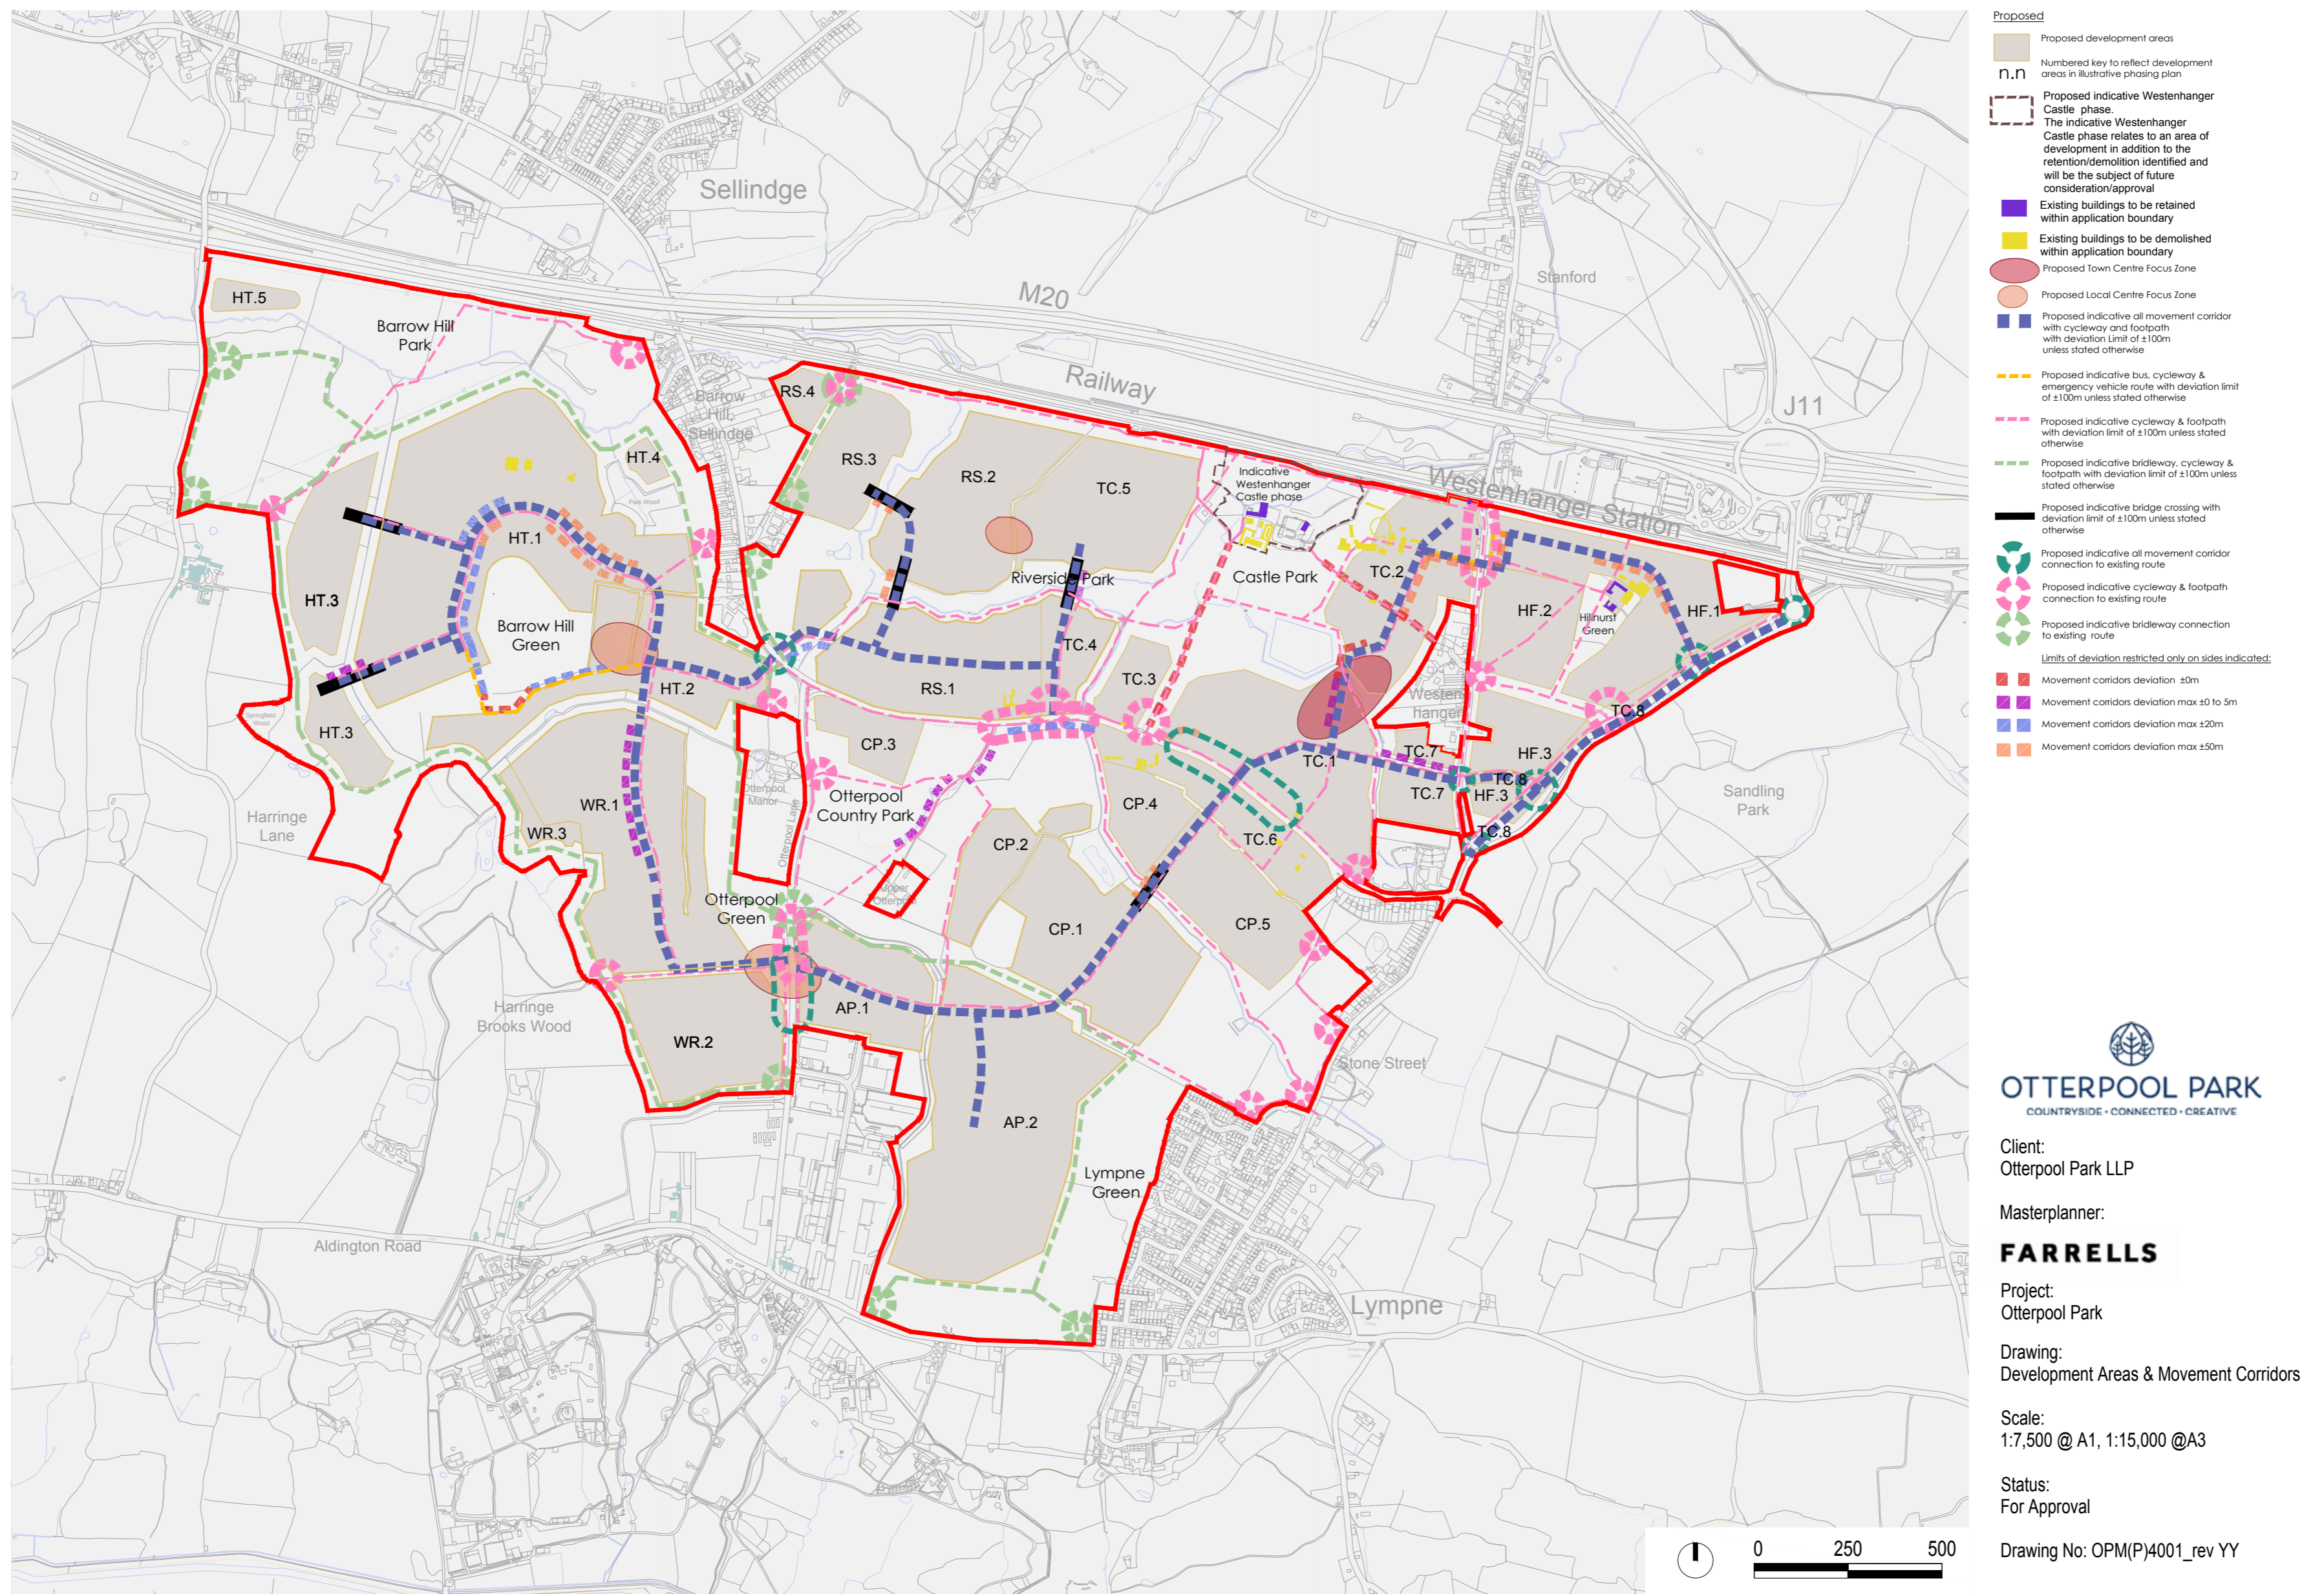 Sellindge
Stanford
M20
Railway
J11
Westenhanger Station
HT.5
Barrow Hill
Park
Barrow
Hill,
Sellindge
RS.4
RS.3
RS.2
TC.5
Indicative
Westenhanger
Castle phase
HT.4
Park Wood
HT.1
HT.3
Barrow Hill
Green
Riverside Park
Castle Park
TC.2
HF.2
Hillhurst
Green
HF.1
TC.4
TC.3
RS.1
HT.2
Westen
hanger
TC.8
Springfield
Wood
HT.3
CP.3
TC.1
TC.7
HF.3
TC.8
TC.7
HF.3
TC.8
Otterpool
Manor
Otterpool Lane
Otterpool
Country Park
WR.1
WR.3
Harringe
Lane
CP.4
TC.6
CP.2
Sandling
Park
Upper
Otterpool
Otterpool
Green
CP.1
CP.5
Harringe
Brooks Wood
AP.1
WR.2
Stone Street
AP.2
Lympne
Green
Aldington Road
Lympne
0 250 500
Proposed
Proposed development areas
n.n
Numbered key to reflect development
areas in illustrative phasing plan
Proposed indicative Westenhanger
Castle phase.
The indicative Westenhanger
Castle phase relates to an area of
development in addition to the
retention/demolition identified and
will be the subject of future
consideration/approval
Existing buildings to be retained
within application boundary
Existing buildings to be demolished
within application boundary
Proposed Town Centre Focus Zone
Proposed Local Centre Focus Zone
Proposed indicative all movement corridor
with cycleway and footpath
with deviation Limit of ±100m
unless stated otherwise
Proposed indicative bus, cycleway &
emergency vehicle route with deviation limit
of ±100m unless stated otherwise
Proposed indicative cycleway & footpath
with deviation limit of ±100m unless stated
otherwise
Proposed indicative bridleway, cycleway &
footpath with deviation limit of ±100m unless
stated otherwise
Proposed indicative bridge crossing with
deviation limit of ±100m unless stated
otherwise
Proposed indicative all movement corridor
connection to existing route
Proposed indicative cycleway & footpath
connection to existing route
Proposed indicative bridleway connection
to existing route
Limits of deviation restricted only on sides indicated:
Movement corridors deviation ±0m
Movement corridors deviation max ±0 to 5m
Movement corridors deviation max ±20m
Movement corridors deviation max ±50m
OTTERPOOL PARK
COUNTRYSIDE • CONNECTED • CREATIVE
Client:
Otterpool Park LLP
Masterplanner:
FARRELLS
Project:
Otterpool Park
Drawing:
Development Areas & Movement Corridors
Scale:
1:7,500 @ A1, 1:15,000 @A3
Status:
For Approval
Drawing No: OPM(P)4001_rev YY